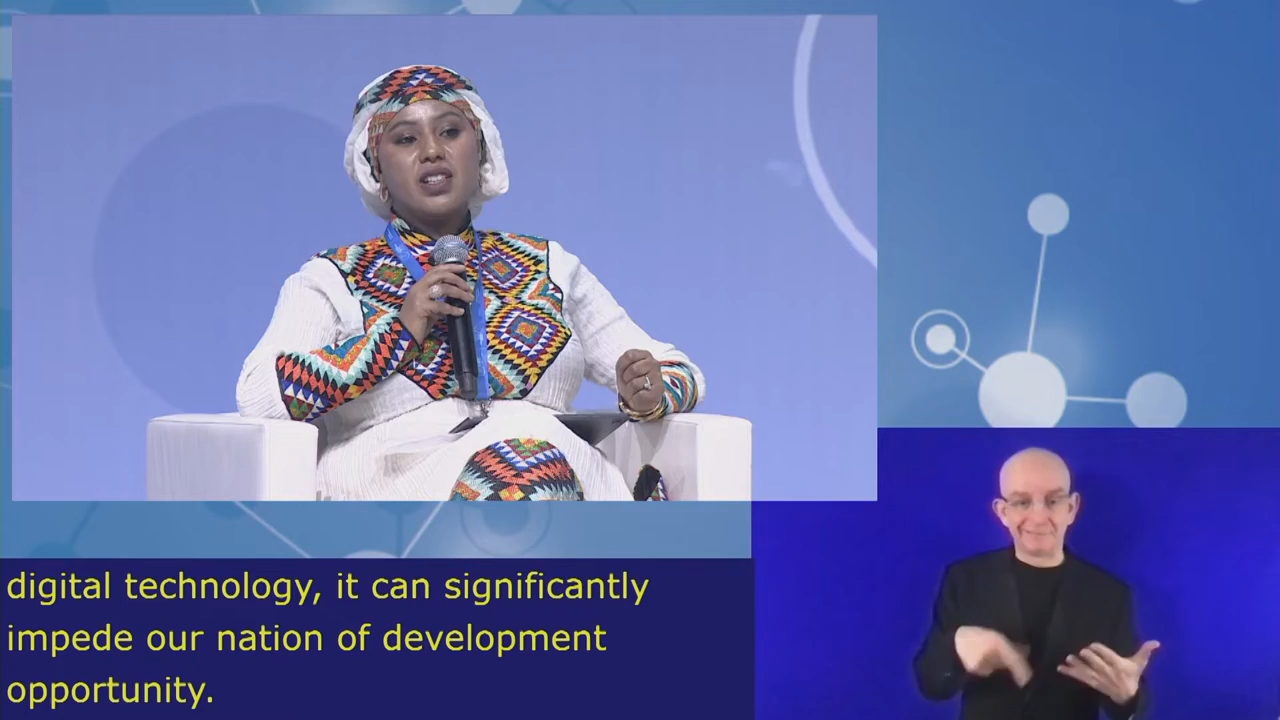 digital technology, it can significantly
impede our nation of development
opportunity.